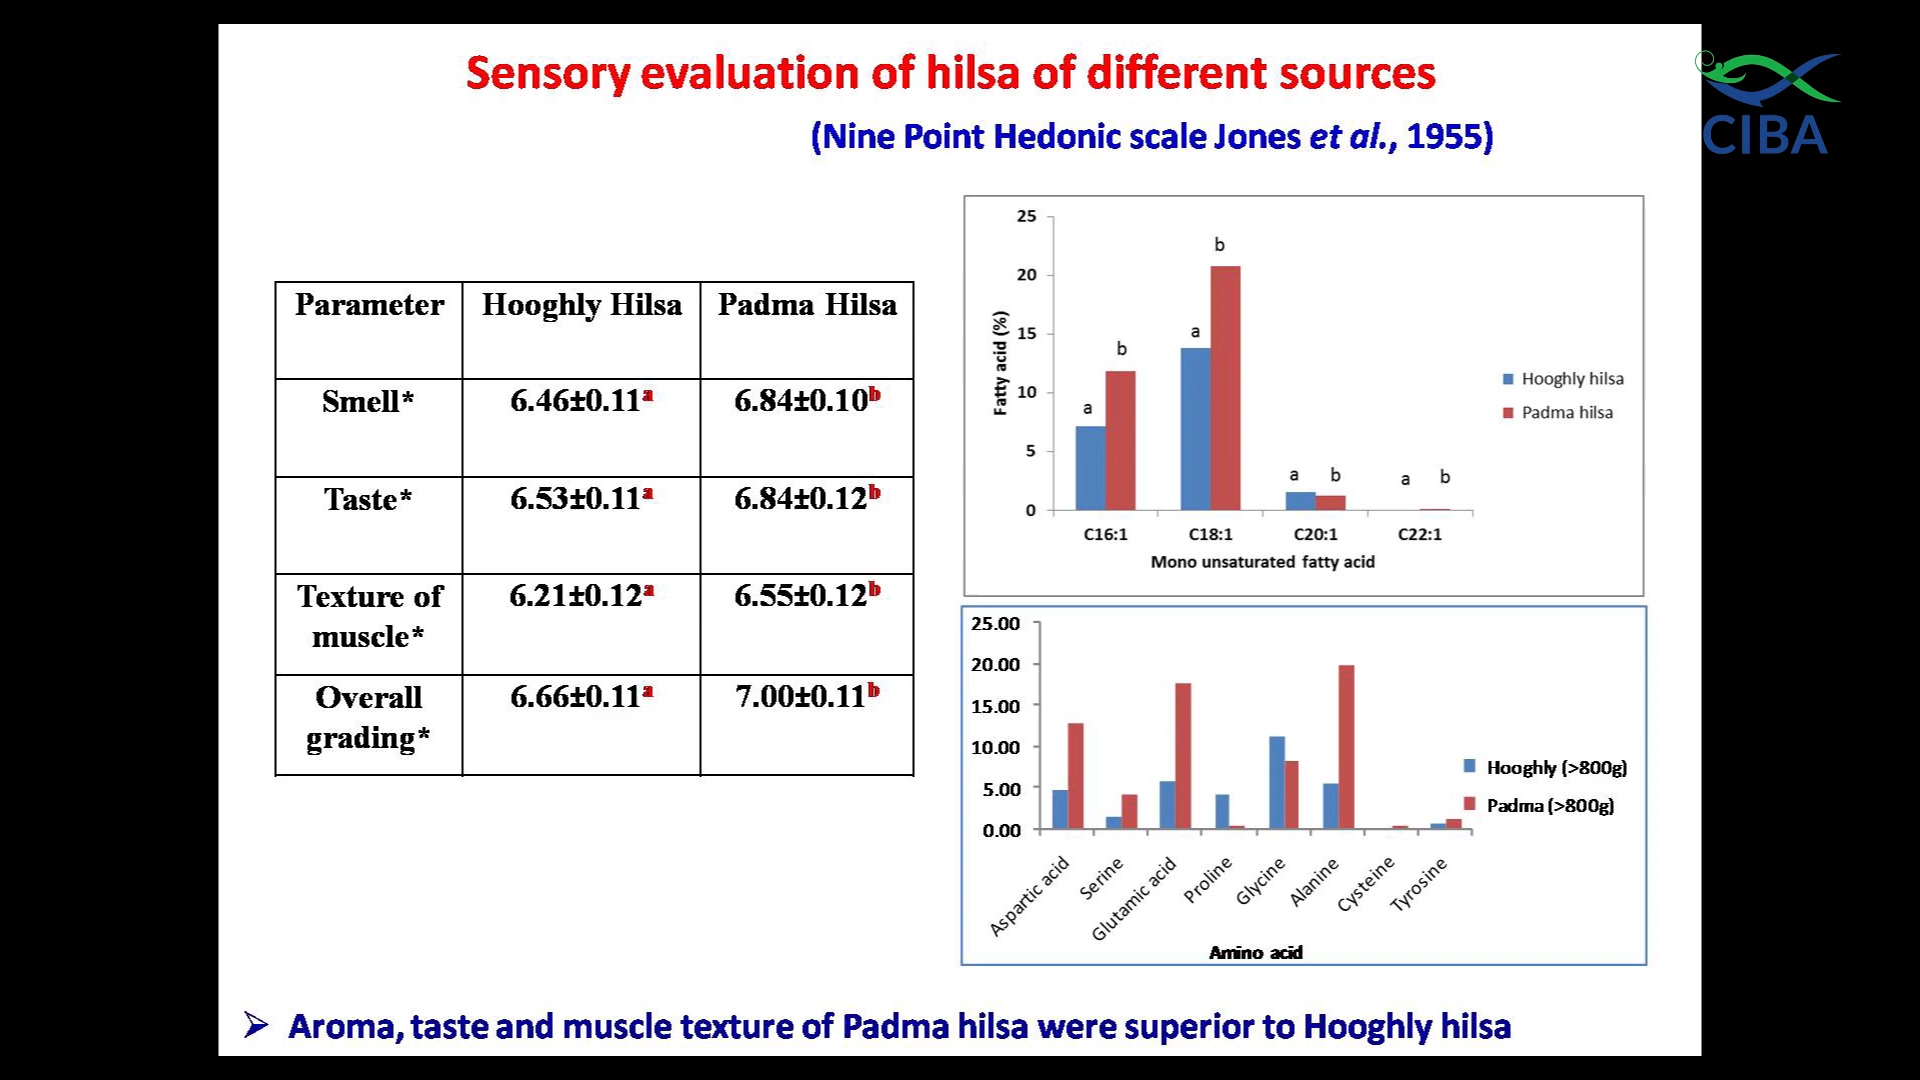 Sensory evaluation of hilsa of different sources
(Nine Point Hedonic scale Jones et al., 1955)
CIBA
Parameter Hooghly Hilsa Padma Hilsa
Smell* 6.46±0.11a 6.84±0.10b
Taste* 6.53±0.11a 6.84±0.12b
Texture of muscle* 6.21±0.12a 6.55±0.12b
Overall grading* 6.66±0.11a 7.00±0.11b
25
20
15
10
5
0
Fatty acid (%)
a b a b a b a b
C16:1 C18:1 C20:1 C22:1
Mono unsaturated fatty acid
Hooghly hilsa
Padma hilsa
25.00
20.00
15.00
10.00
5.00
0.00
Aspartic acid
Serine
Glutamic acid
Proline
Glycine
Alanine
Cysteine
Tyrosine
Amino acid
Hooghly (>800g)
Padma (>800g)
➢ Aroma, taste and muscle texture of Padma hilsa were superior to Hooghly hilsa